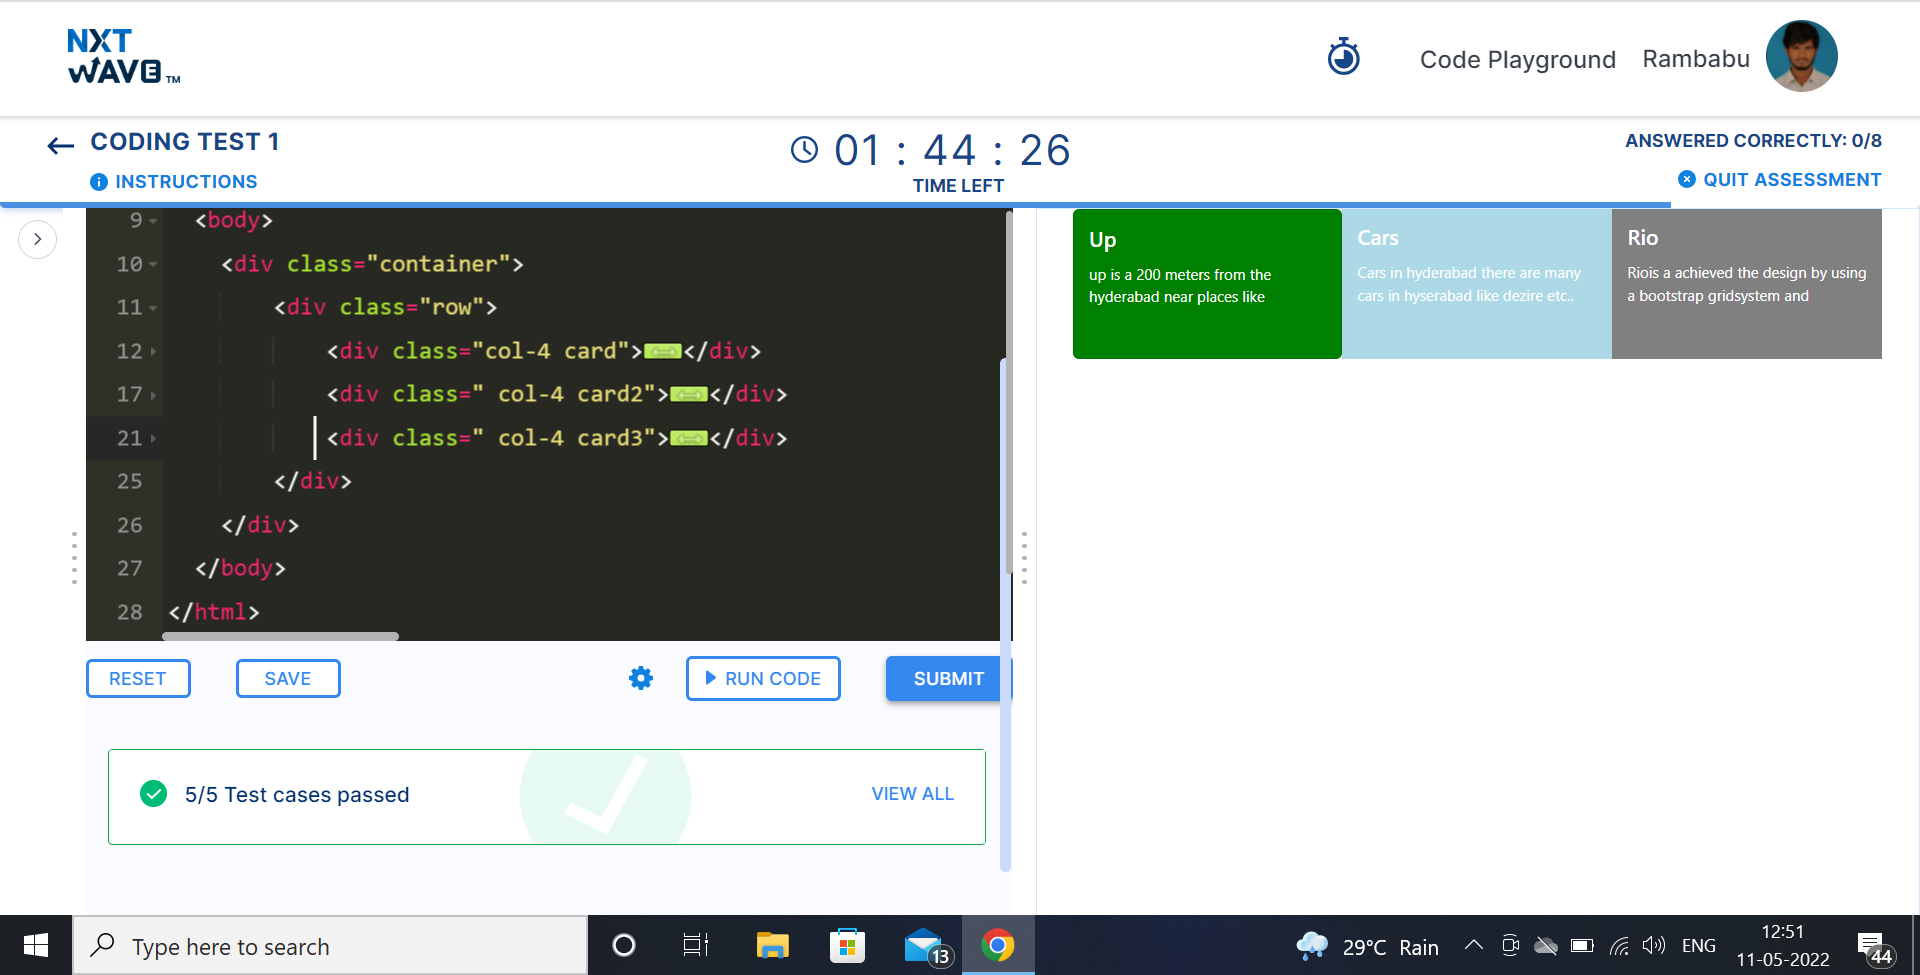 NXT
WAVE TM
Code Playground
Rambabu
CODING TEST 1
INSTRUCTIONS
01 : 44 : 26
TIME LEFT
ANSWERED CORRECTLY: 0/8
QUIT ASSESSMENT
9 <body>
10 <div class="container">
11 <div class="row">
12 <div class="col-4 card"></div>
17 <div class=" col-4 card2"></div>
21 <div class=" col-4 card3"></div>
25 </div>
26 </div>
27 </body>
28 </html>
RESET
SAVE
RUN CODE
SUBMIT
5/5 Test cases passed
VIEW ALL
Up
up is a 200 meters from the
hyderabad near places like
Cars
Cars in hyderabad there are many
cars in hyserabad like dezire etc..
Rio
Riois a achieved the design by using
a bootstrap gridsystem and
Type here to search
13
29°C Rain
ENG
12:51
11-05-2022
44